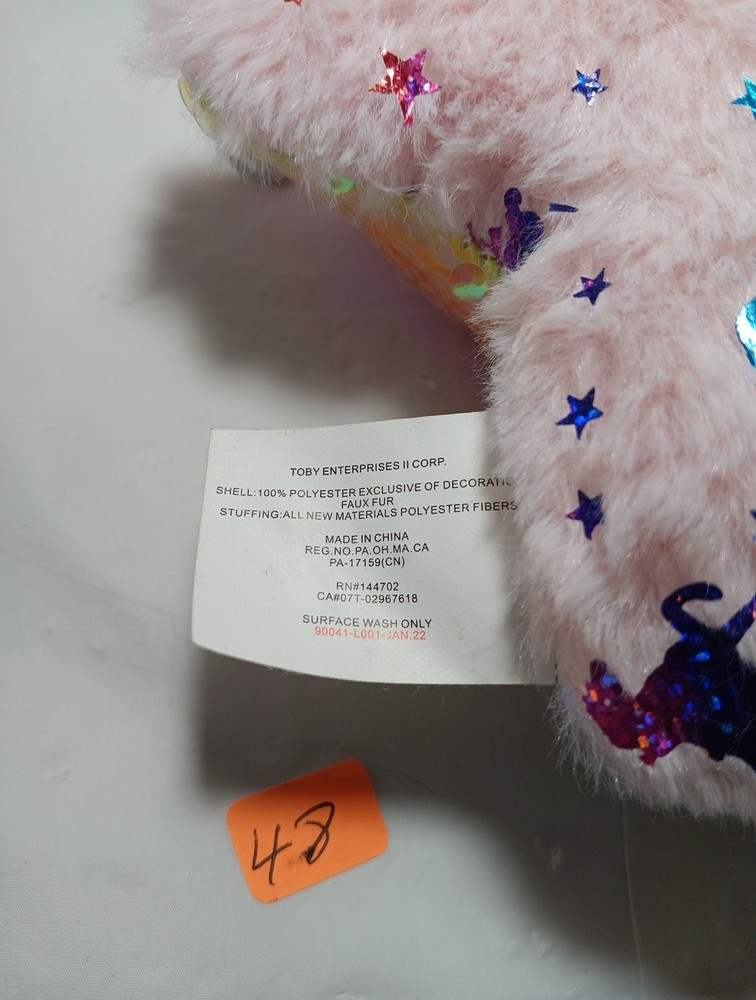 TOBY ENTERPRISES II CORP.
SHELL:100% POLYESTER EXCLUSIVE OF
FAUX FUR
STUFFING:ALL NEW MATERIALS POLYESTER FIBERS
MADE IN CHINA
REG.NO.PA.OH.MA.CA
PA-17159(CN)
RN#144702
CA#07T-02967618
SURFACE WASH ONLY
90041-L001-JAN.22
48